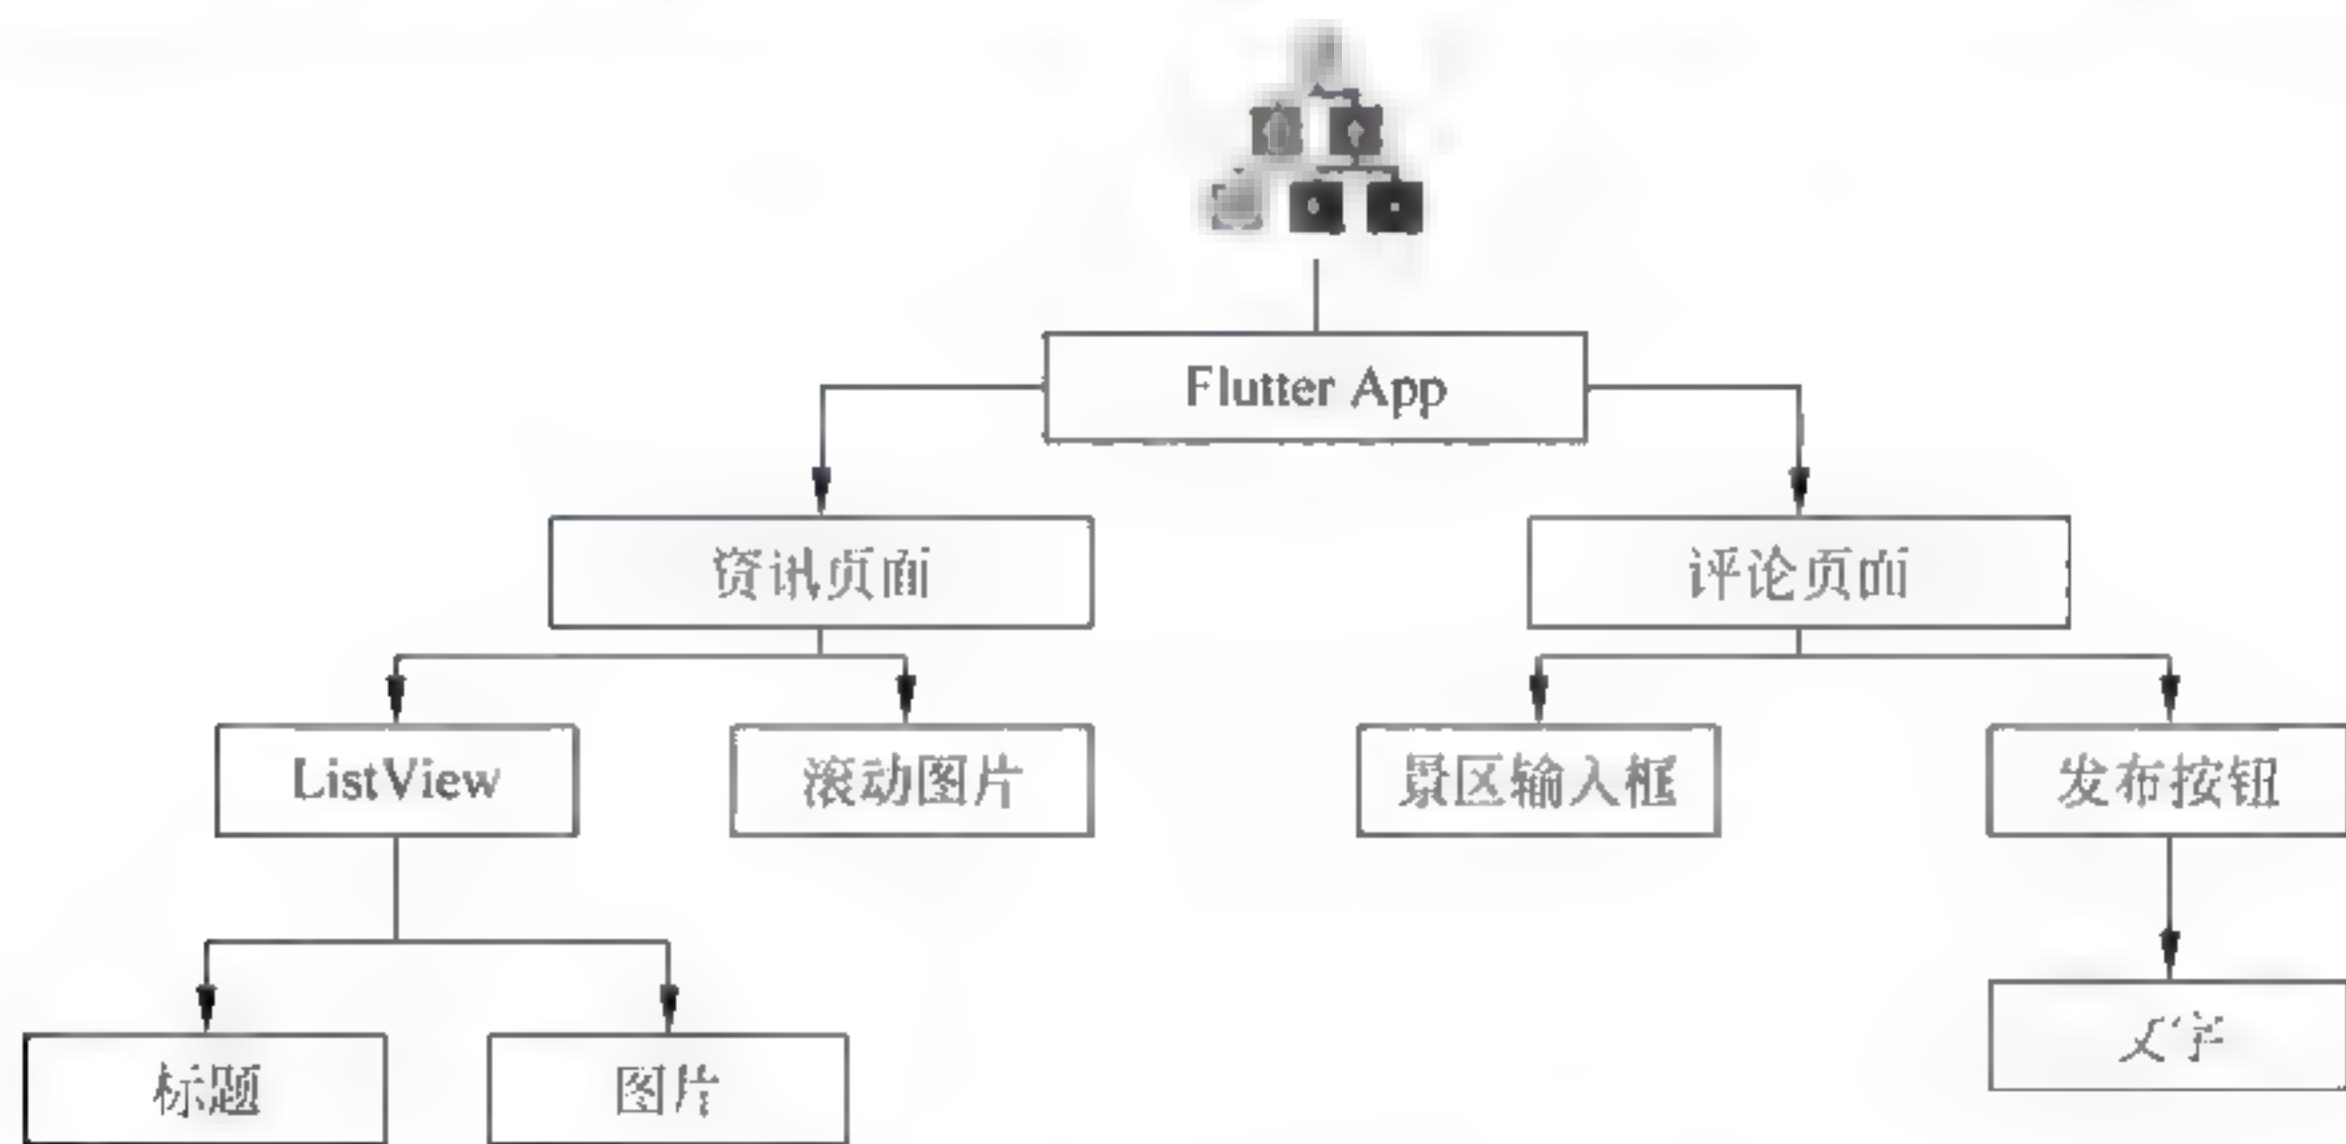 Flutter App
资讯页面
评论页面
ListView
滚动图片
景区输入框
发布按钮
标题
图片
文字